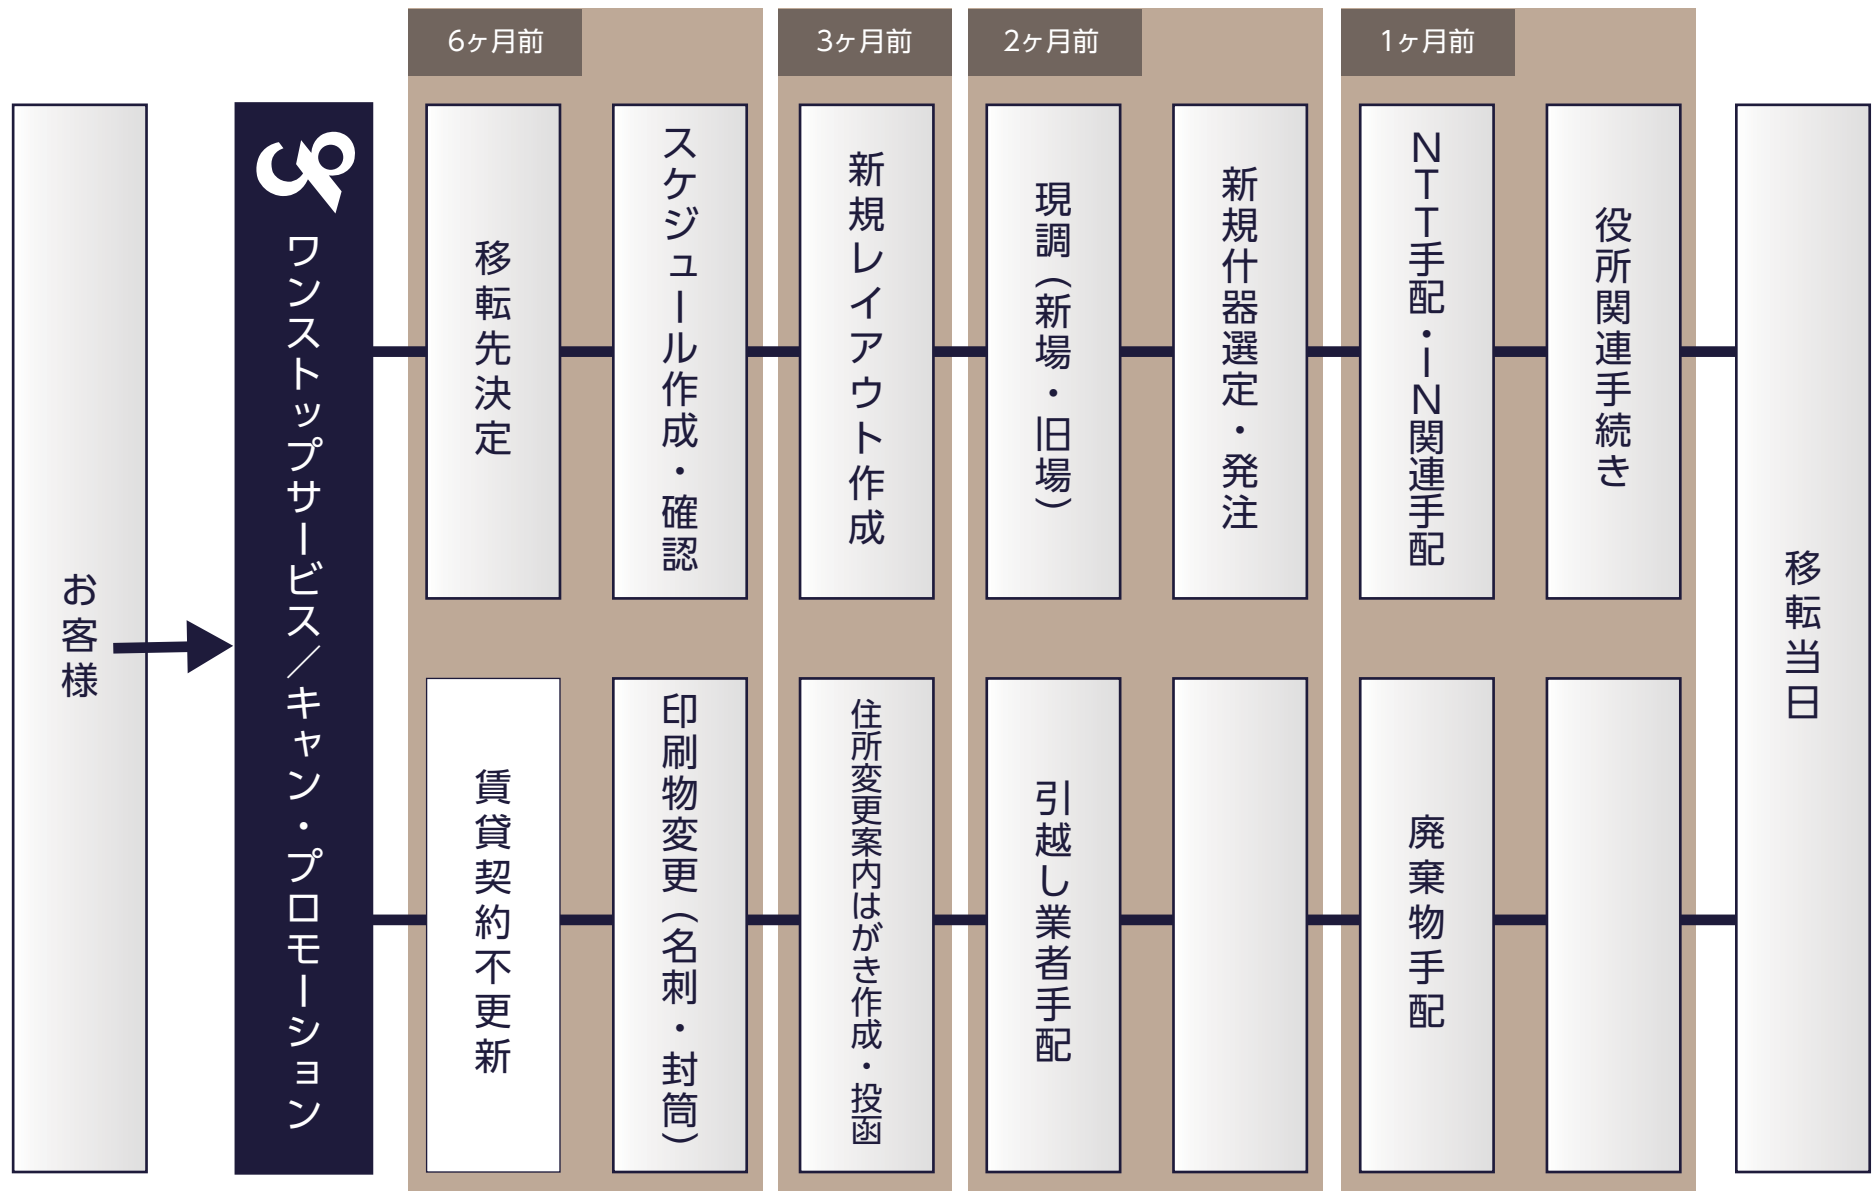 6ヶ月前
3ヶ月前
2ヶ月前
1ヶ月前
お客様
ワンストップサービス／キャン・プロモーション
移転先決定
スケジュール作成・確認
新規レイアウト作成
現調（新場・旧場）
新規什器選定・発注
NTT手配・IN関連手配
役所関連手続き
賃貸契約不更新
印刷物変更（名刺・封筒）
住所変更案内はがき作成・投函
引越し業者手配
廃棄物手配
移転当日